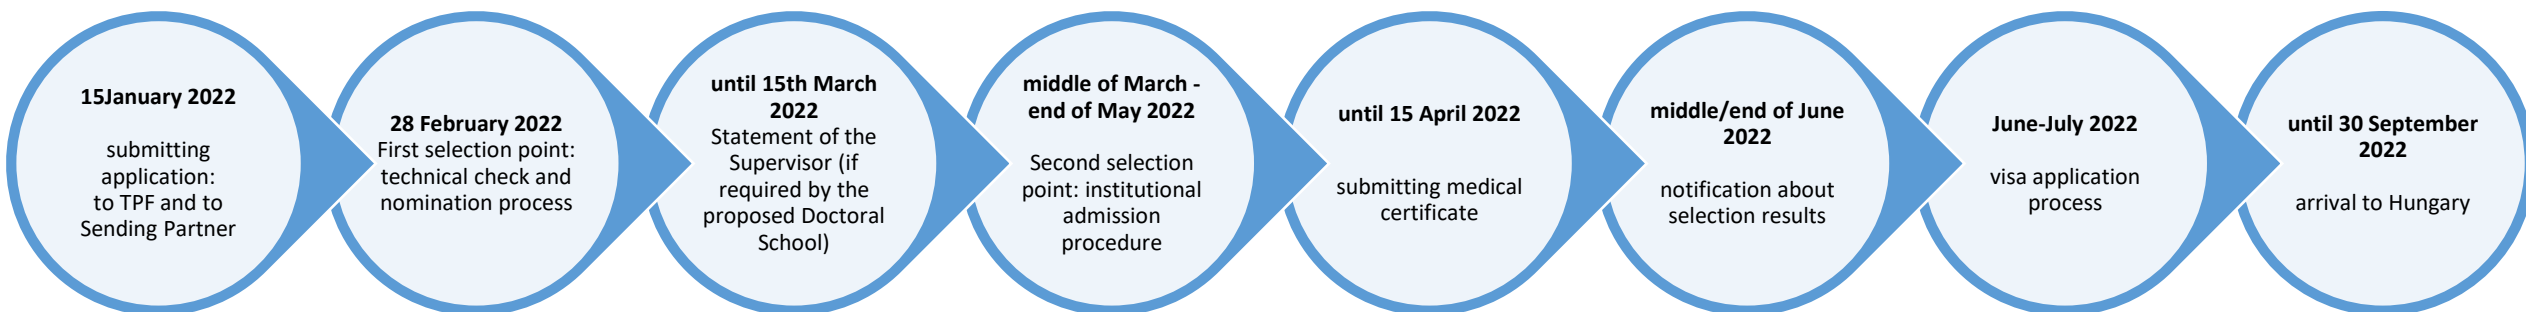 15January 2022
submitting
application:
to TPF and to
Sending Partner
28 February 2022
First selection point:
technical check and
nomination process
until 15th March
2022
Statement of the
Supervisor (if
required by the
proposed Doctoral
School)
middle of March -
end of May 2022
Second selection
point: institutional
admission
procedure
until 15 April 2022
submitting medical
certificate
middle/end of June
2022
notification about
selection results
June-July 2022
visa application
process
until 30 September
2022
arrival to Hungary